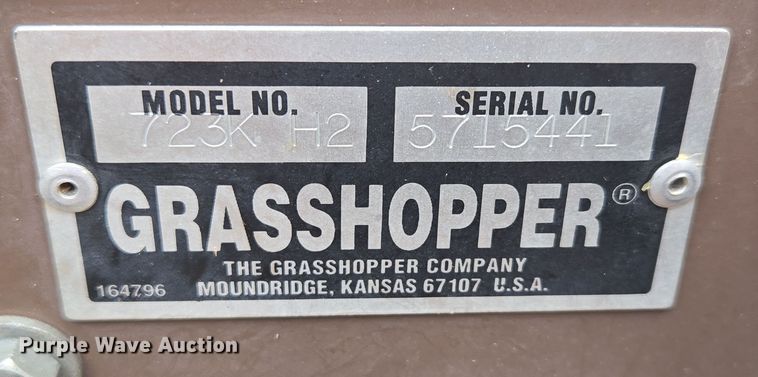 MODEL NO. SERIAL NO.
723K H2 5715441
GRASSHOPPER®
THE GRASSHOPPER COMPANY
164796 MOUNDRIDGE, KANSAS 67107 U.S.A.
Purple Wave Auction